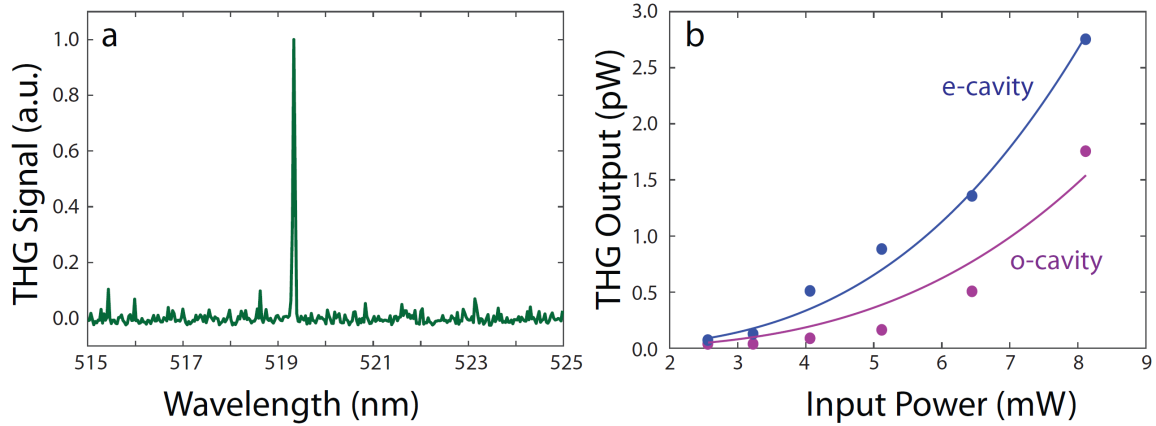 a
THG Signal (a.u.)
1.0
0.8
0.6
0.4
0.2
0.0
515 517 519 521 523 525
Wavelength (nm)
b
THG Output (pW)
3.0
2.5
2.0
1.5
1.0
0.5
0.0
e-cavity
o-cavity
2 3 4 5 6 7 8 9
Input Power (mW)